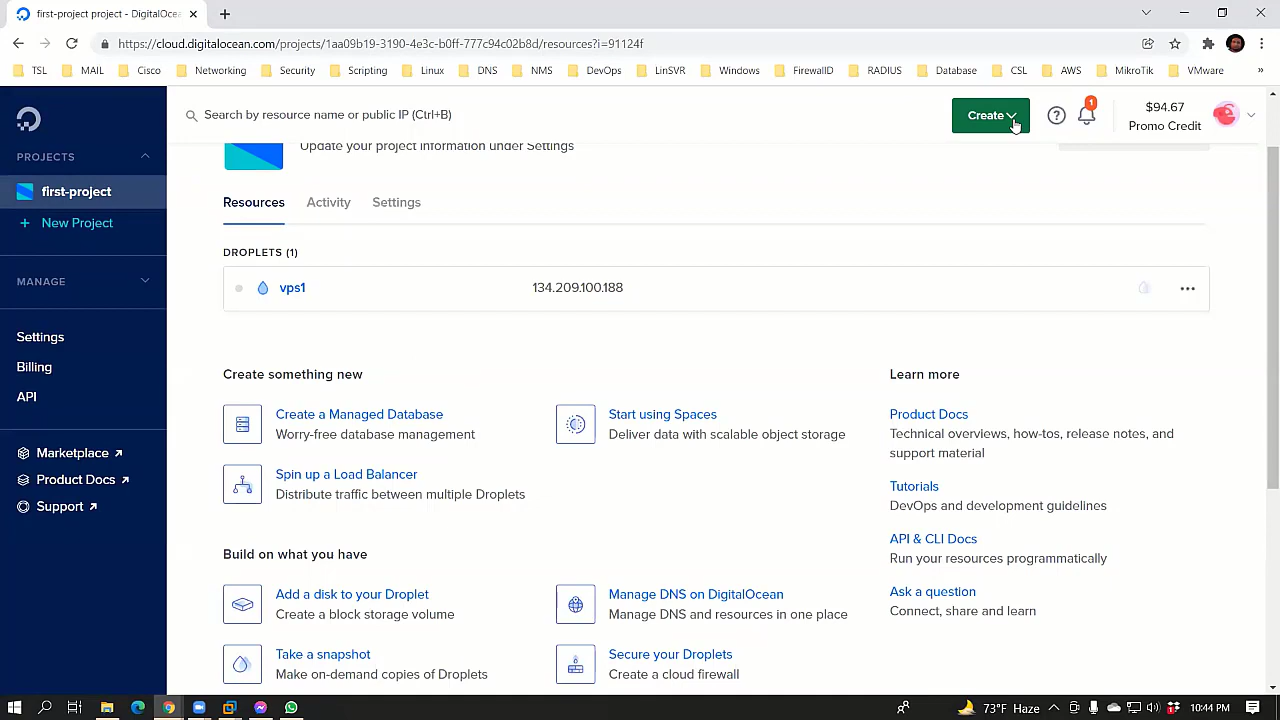 first-project project - DigitalOcea
https://cloud.digitalocean.com/projects/1aa09b19-3190-4e3c-b0ff-777c94c02b8d/resources?i=91124f
TSL MAIL Cisco Networking Security Scripting Linux DNS NMS DevOps LinSVR Windows FirewallD RADIUS Database CSL AWS MikroTik VMware »
Search by resource name or public IP (Ctrl+B)
Create
?
1
$94.67
Promo Credit
PROJECTS
first-project
+ New Project
MANAGE
Settings
Billing
API
Marketplace
Product Docs
Support
Update your project information under Settings
Resources Activity Settings
DROPLETS (1)
vps1 134.209.100.188
Create something new
Create a Managed Database
Worry-free database management
Start using Spaces
Deliver data with scalable object storage
Spin up a Load Balancer
Distribute traffic between multiple Droplets
Build on what you have
Add a disk to your Droplet
Create a block storage volume
Manage DNS on DigitalOcean
Manage DNS and resources in one place
Take a snapshot
Make on-demand copies of Droplets
Secure your Droplets
Create a cloud firewall
Learn more
Product Docs
Technical overviews, how-tos, release notes, and
support material
Tutorials
DevOps and development guidelines
API & CLI Docs
Run your resources programmatically
Ask a question
Connect, share and learn
73°F Haze
10:44 PM